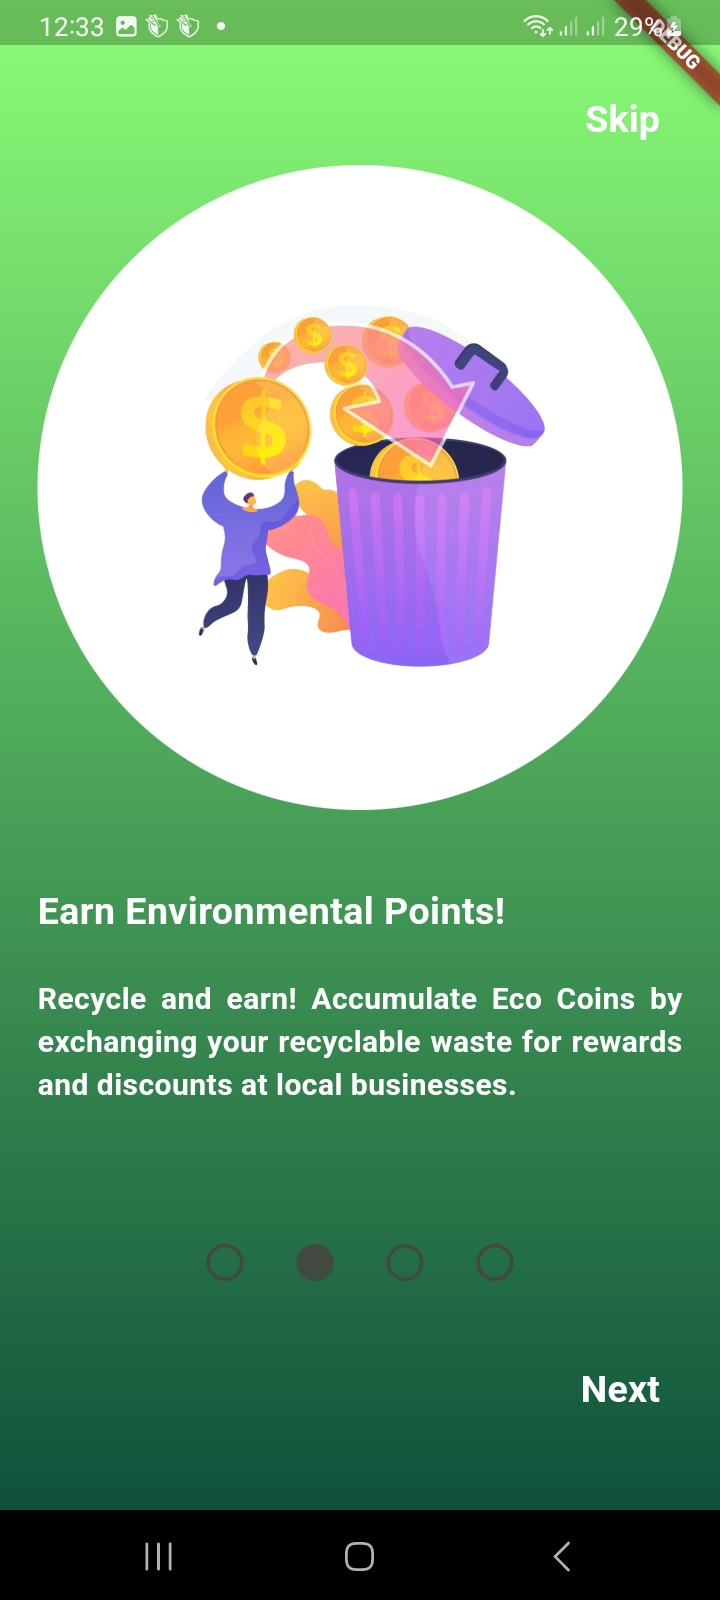 12:33
29%
DEBUG
Skip
Earn Environmental Points!
Recycle and earn! Accumulate Eco Coins by
exchanging your recyclable waste for rewards
and discounts at local businesses.
Next